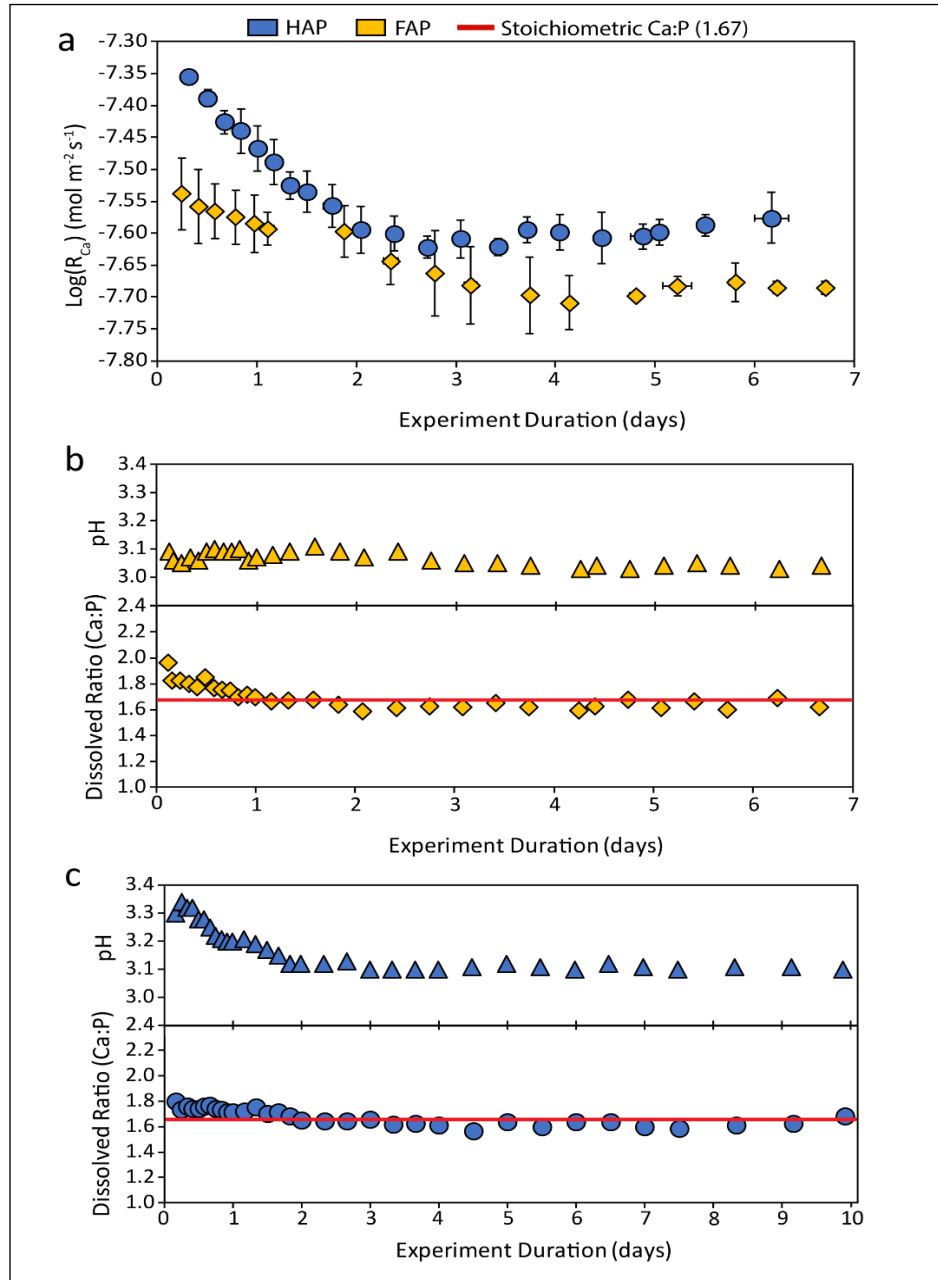 HAP FAP Stoichiometric Ca:P (1.67)
a
-7.30
-7.35
-7.40
-7.45
-7.50
-7.55
-7.60
-7.65
-7.70
-7.75
-7.80
Log(R_Ca) (mol m⁻² s⁻¹)
0 1 2 3 4 5 6 7
Experiment Duration (days)
b
3.4
3.3
3.2
3.1
3.0
2.4
pH
2.2
2.0
1.8
1.6
1.4
1.2
1.0
Dissolved Ratio (Ca:P)
0 1 2 3 4 5 6 7
Experiment Duration (days)
c
3.4
3.3
3.2
3.1
3.0
2.4
pH
2.2
2.0
1.8
1.6
1.4
1.2
1.0
Dissolved Ratio (Ca:P)
0 1 2 3 4 5 6 7 8 9 10
Experiment Duration (days)